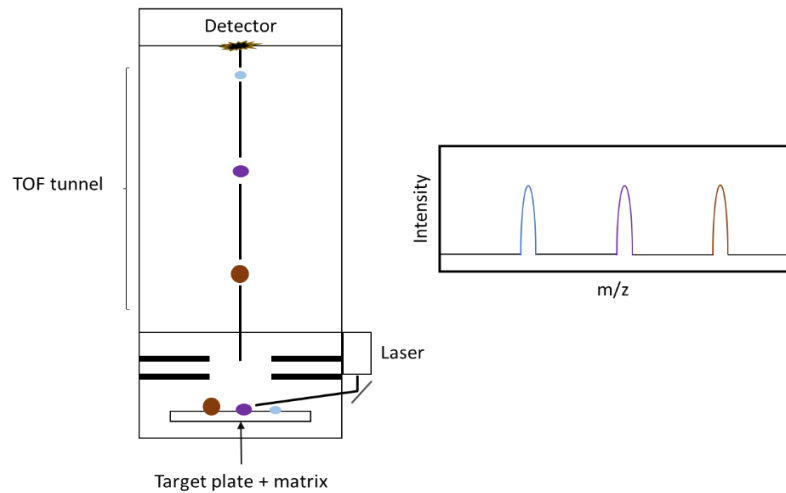 Detector
TOF tunnel
Intensity
m/z
Laser
Target plate + matrix